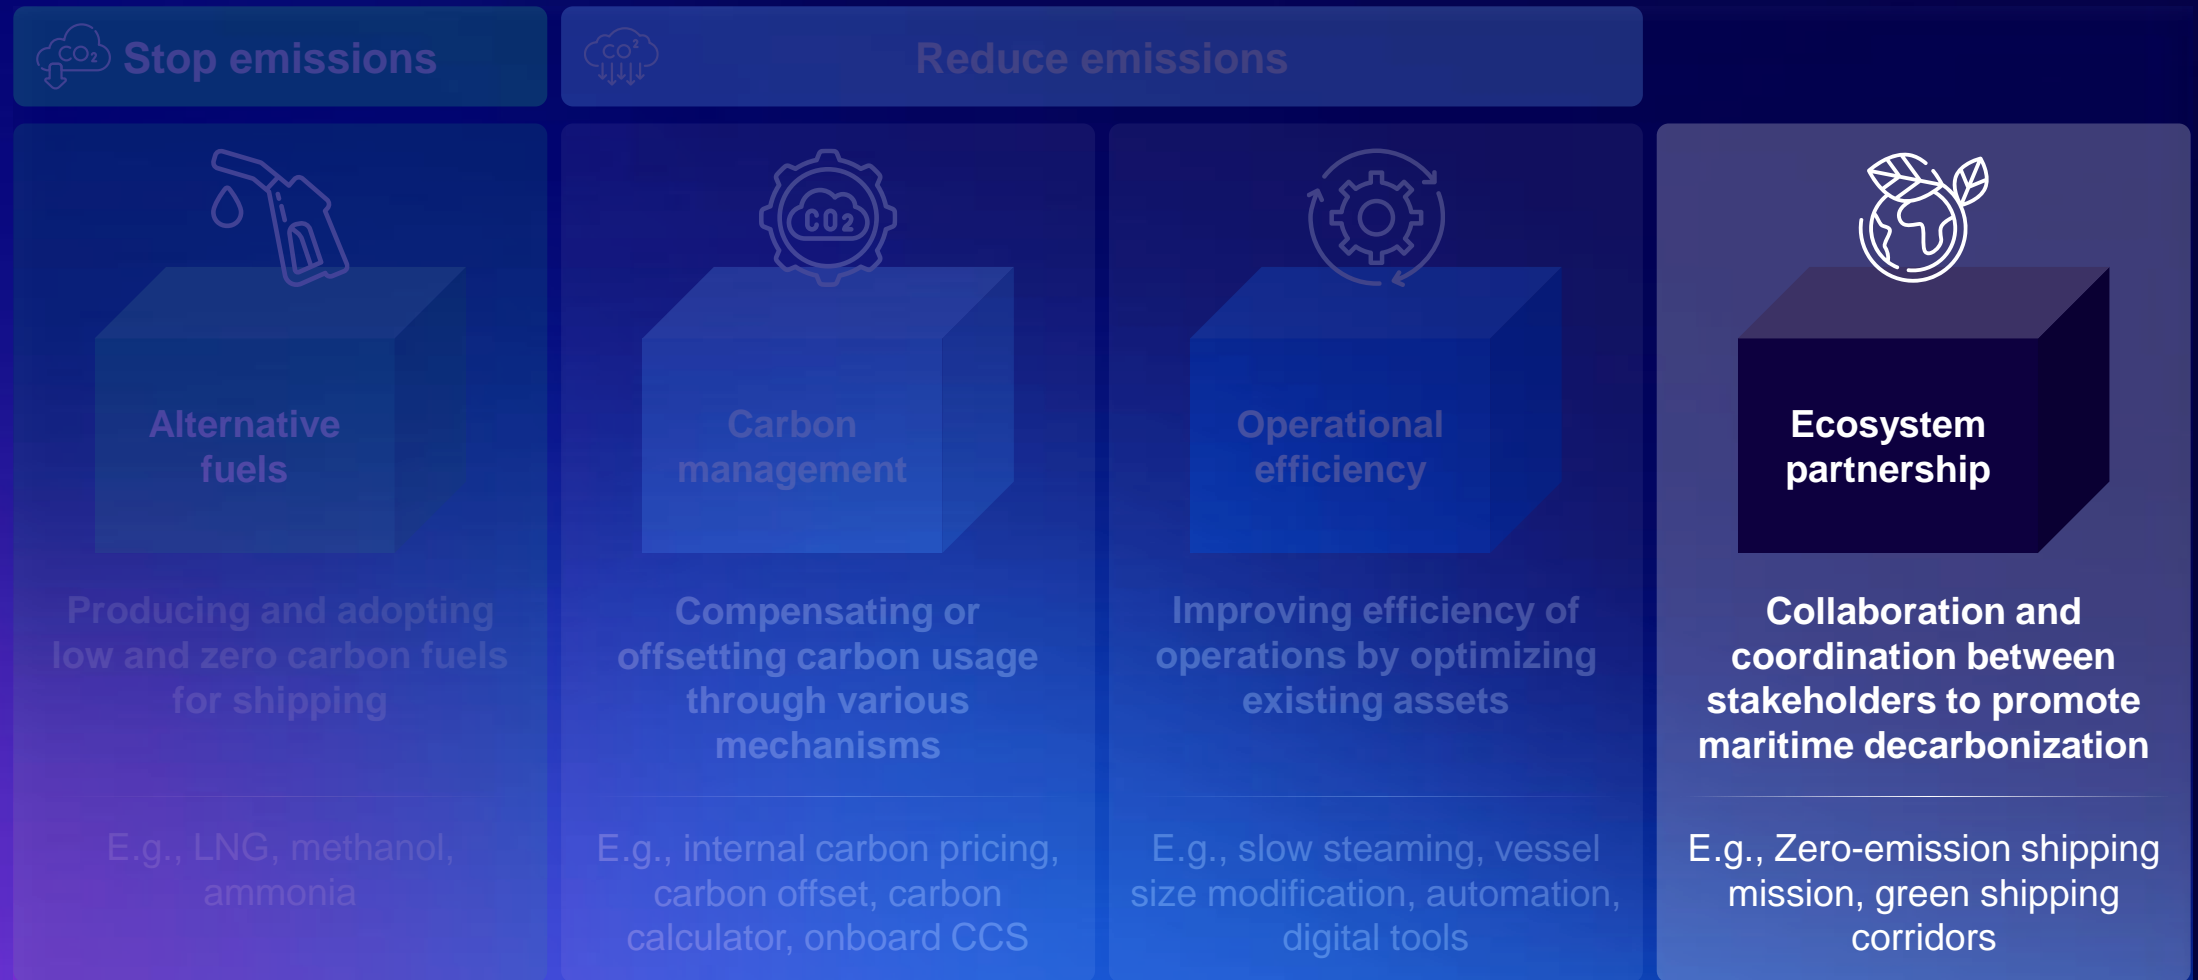 CO2
Stop emissions
CO2
Reduce emissions
Alternative
fuels
Producing and adopting
low and zero carbon fuels
for shipping
E.g., LNG, methanol,
ammonia
CO2
Carbon
management
Compensating or
offsetting carbon usage
through various
mechanisms
E.g., internal carbon pricing,
carbon offset, carbon
calculator, onboard CCS
Operational
efficiency
Improving efficiency of
operations by optimizing
existing assets
E.g., slow steaming, vessel
size modification, automation,
digital tools
Ecosystem
partnership
Collaboration and
coordination between
stakeholders to promote
maritime decarbonization
E.g., Zero-emission shipping
mission, green shipping
corridors